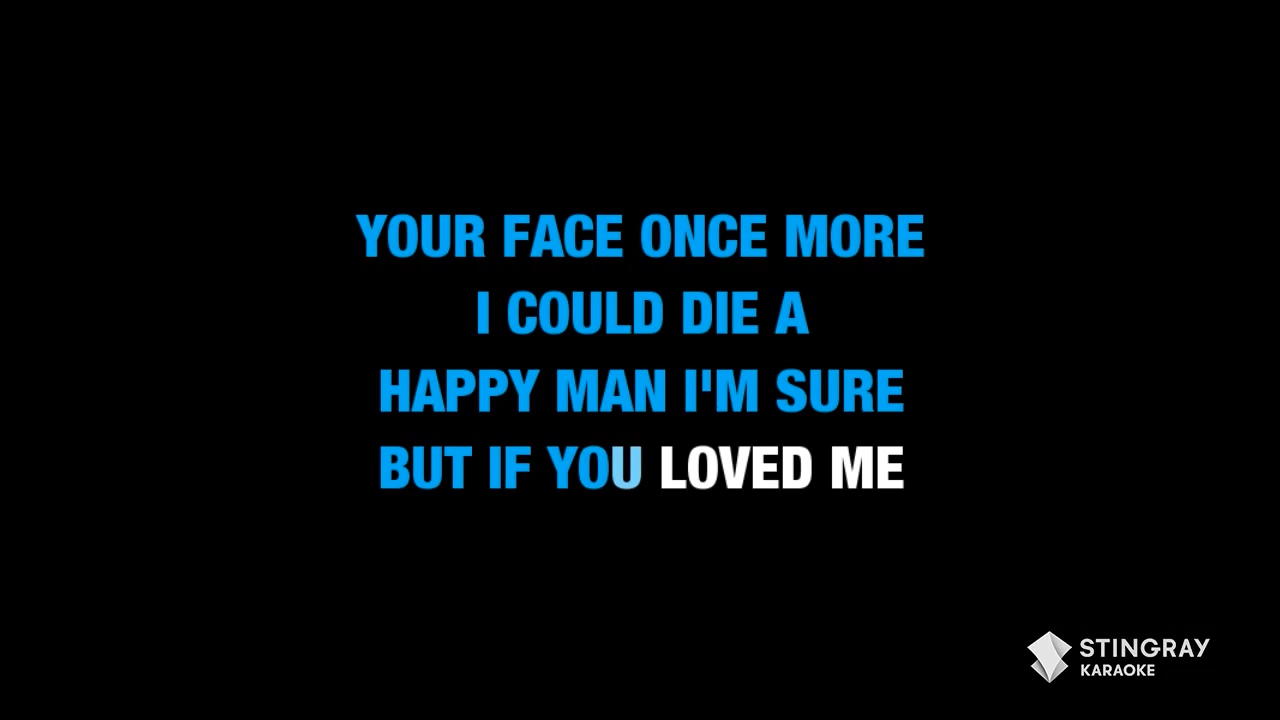 YOUR FACE ONCE MORE
I COULD DIE A
HAPPY MAN I'M SURE
BUT IF YOU LOVED ME
STINGRAY
KARAOKE